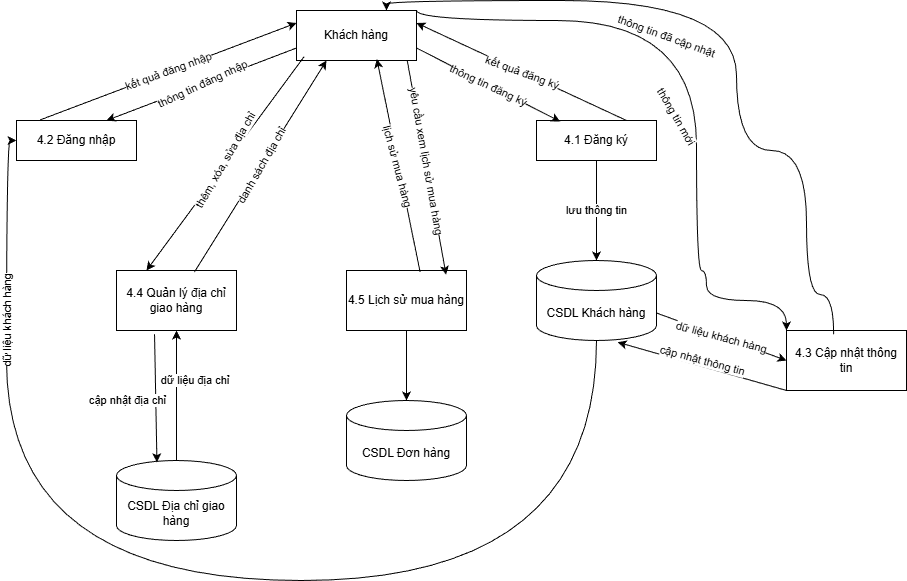 Khách hàng
thông tin đã cập nhật
kết quả đăng nhập
thông tin đăng nhập
kết quả đăng ký
thông tin đăng ký
thông tin mới
4.2 Đăng nhập
4.1 Đăng ký
thêm, xóa, sửa địa chỉ
danh sách địa chỉ
lịch sử mua hàng
yêu cầu xem lịch sử mua hàng
lưu thông tin
dữ liệu khách hàng
4.4 Quản lý địa chỉ
giao hàng
4.5 Lịch sử mua hàng
CSDL Khách hàng
dữ liệu khách hàng
cập nhật thông tin
4.3 Cập nhật thông
tin
dữ liệu địa chỉ
cập nhật địa chỉ
CSDL Đơn hàng
CSDL Địa chỉ giao
hàng